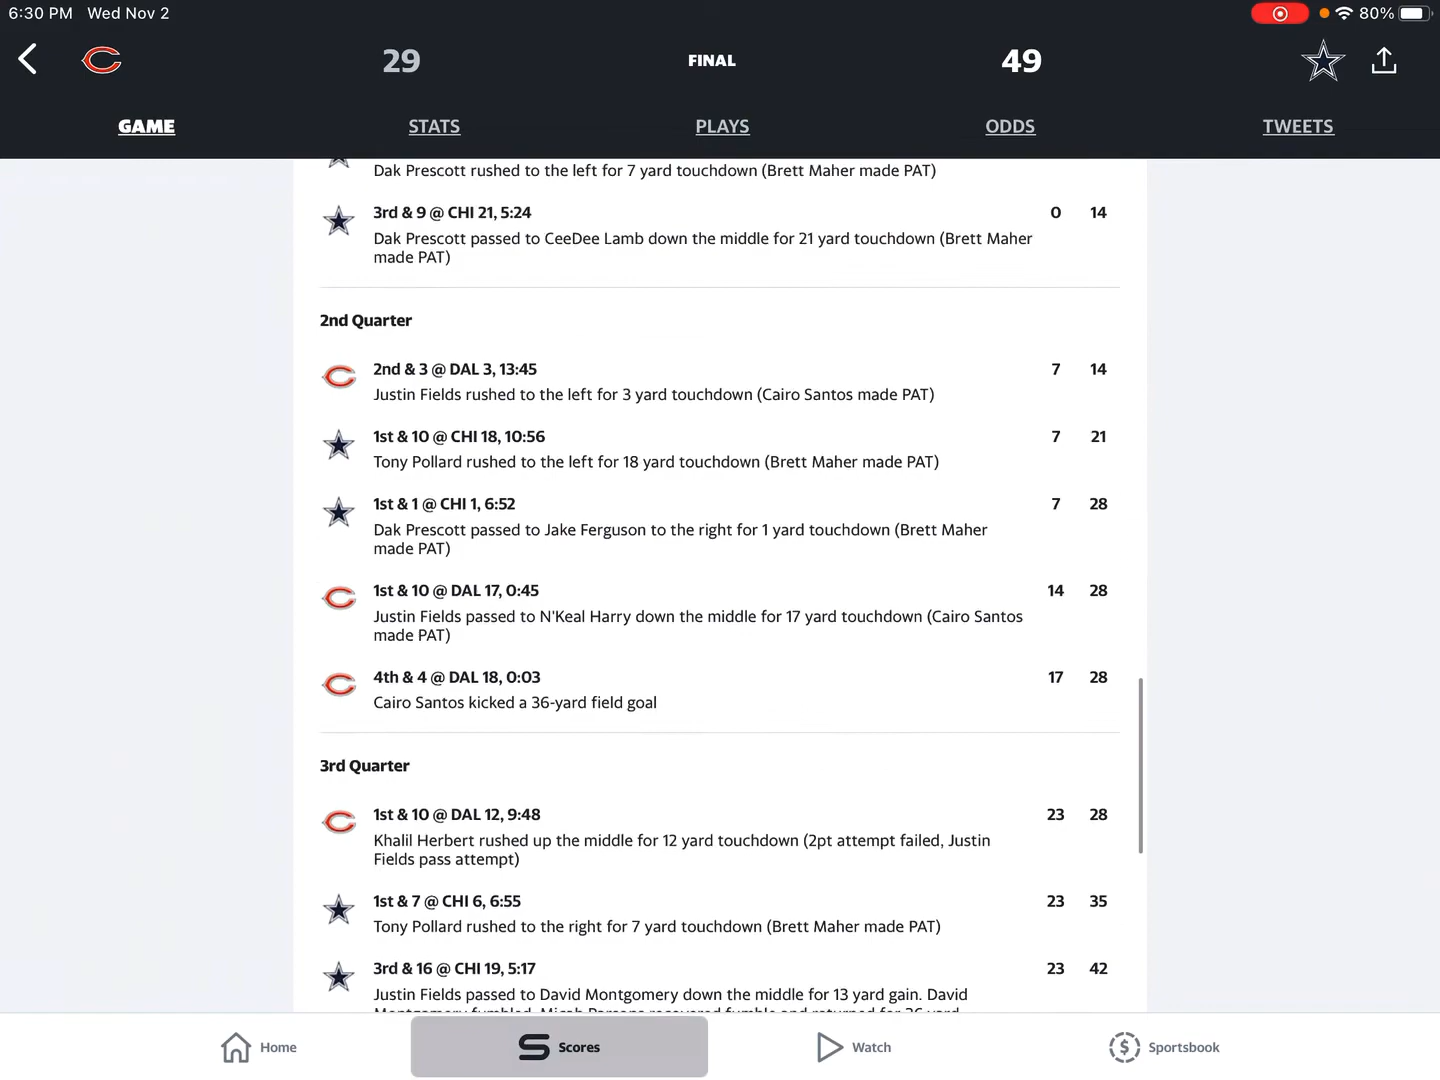 6:30 PM Wed Nov 2
80%
29 FINAL 49
GAME STATS PLAYS ODDS TWEETS
Dak Prescott rushed to the left for 7 yard touchdown (Brett Maher made PAT)
3rd & 9 @ CHI 21, 5:24 0 14
Dak Prescott passed to CeeDee Lamb down the middle for 21 yard touchdown (Brett Maher
made PAT)
2nd Quarter
2nd & 3 @ DAL 3, 13:45 7 14
Justin Fields rushed to the left for 3 yard touchdown (Cairo Santos made PAT)
1st & 10 @ CHI 18, 10:56 7 21
Tony Pollard rushed to the left for 18 yard touchdown (Brett Maher made PAT)
1st & 1 @ CHI 1, 6:52 7 28
Dak Prescott passed to Jake Ferguson to the right for 1 yard touchdown (Brett Maher
made PAT)
1st & 10 @ DAL 17, 0:45 14 28
Justin Fields passed to N'Keal Harry down the middle for 17 yard touchdown (Cairo Santos
made PAT)
4th & 4 @ DAL 18, 0:03 17 28
Cairo Santos kicked a 36-yard field goal
3rd Quarter
1st & 10 @ DAL 12, 9:48 23 28
Khalil Herbert rushed up the middle for 12 yard touchdown (2pt attempt failed, Justin
Fields pass attempt)
1st & 7 @ CHI 6, 6:55 23 35
Tony Pollard rushed to the right for 7 yard touchdown (Brett Maher made PAT)
3rd & 16 @ CHI 19, 5:17 23 42
Justin Fields passed to David Montgomery down the middle for 13 yard gain. David
Montgomery fumbled. Micah Parsons recovered fumble and returned for 36 yard
Home Scores Watch Sportsbook